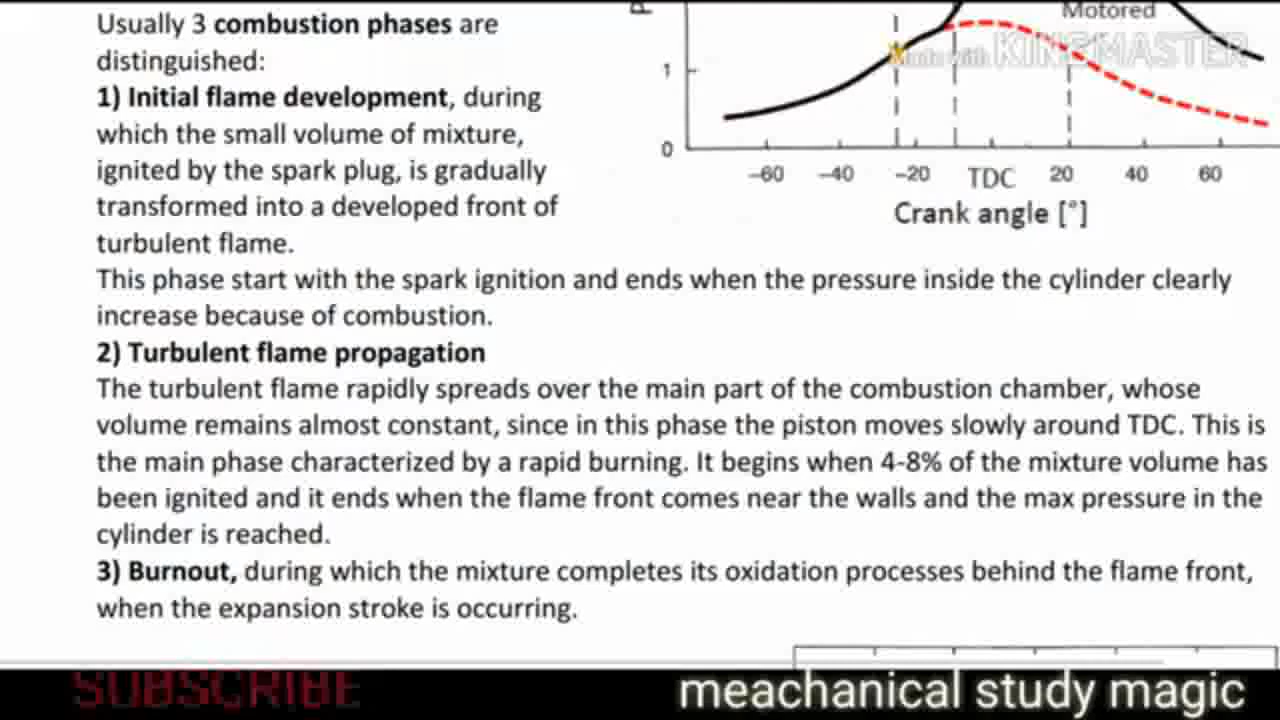 Usually 3 combustion phases are
distinguished:
1) Initial flame development, during
which the small volume of mixture,
ignited by the spark plug, is gradually
transformed into a developed front of
turbulent flame.
This phase start with the spark ignition and ends when the pressure inside the cylinder clearly
increase because of combustion.
2) Turbulent flame propagation
The turbulent flame rapidly spreads over the main part of the combustion chamber, whose
volume remains almost constant, since in this phase the piston moves slowly around TDC. This is
the main phase characterized by a rapid burning. It begins when 4-8% of the mixture volume has
been ignited and it ends when the flame front comes near the walls and the max pressure in the
cylinder is reached.
3) Burnout, during which the mixture completes its oxidation processes behind the flame front,
when the expansion stroke is occurring.
Motored
Made with KINEMASTER
1
0
-60 -40 -20 TDC 20 40 60
Crank angle [°]
SUBSCRIBE
meachanical study magic